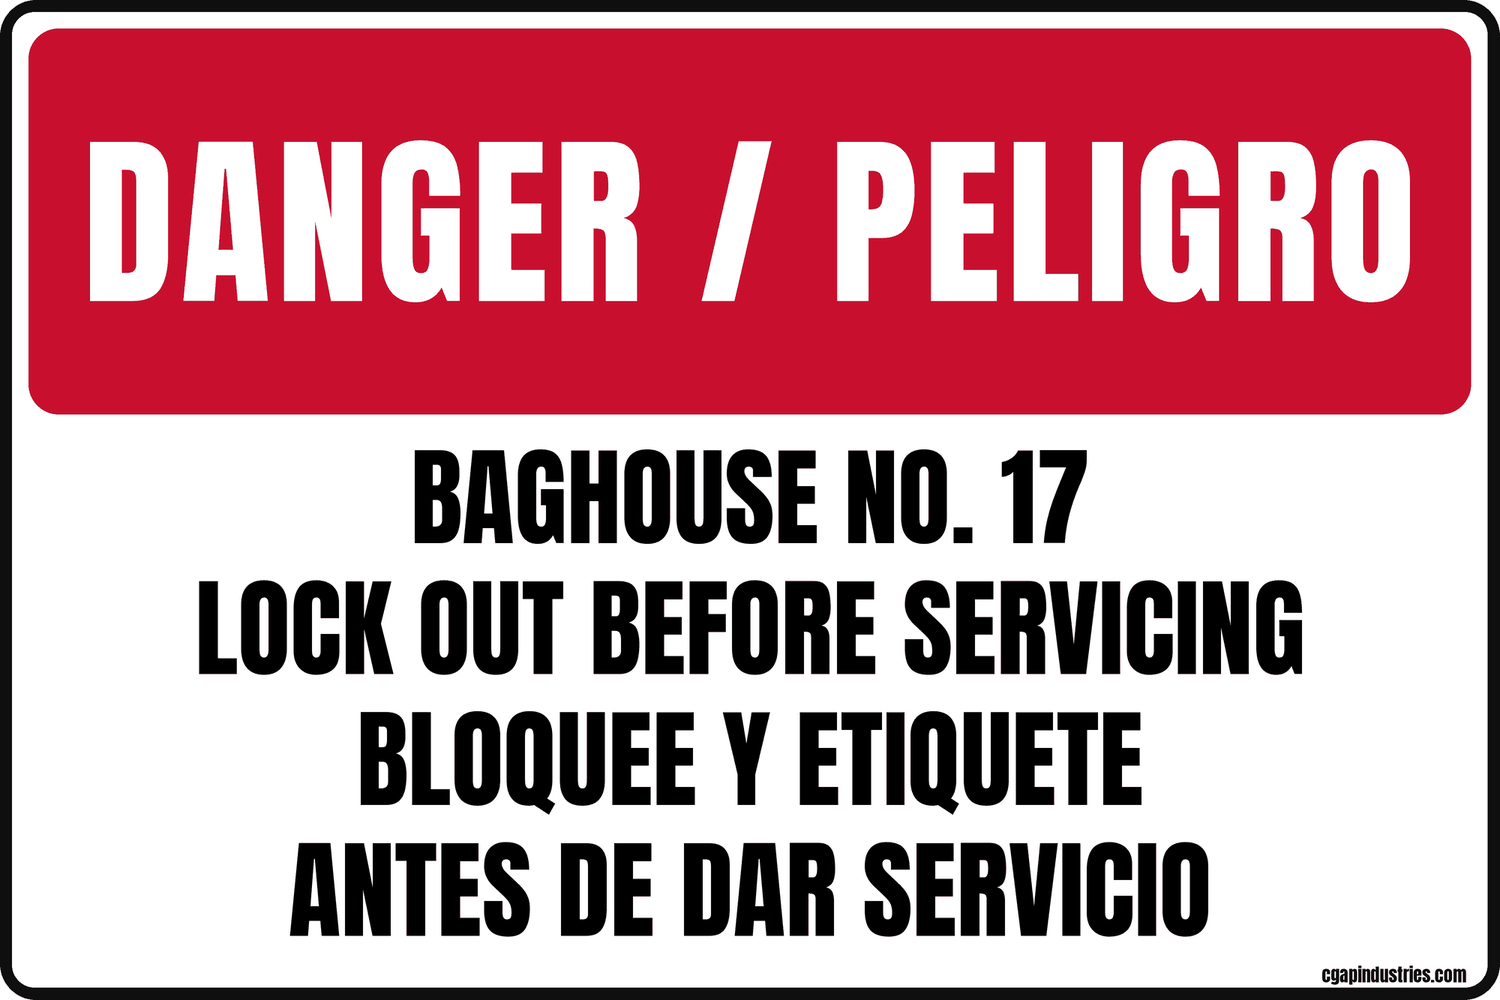 DANGER / PELIGRO
BAGHOUSE NO. 17
LOCK OUT BEFORE SERVICING
BLOQUEE Y ETIQUETE
ANTES DE DAR SERVICIO
cgapindustries.com